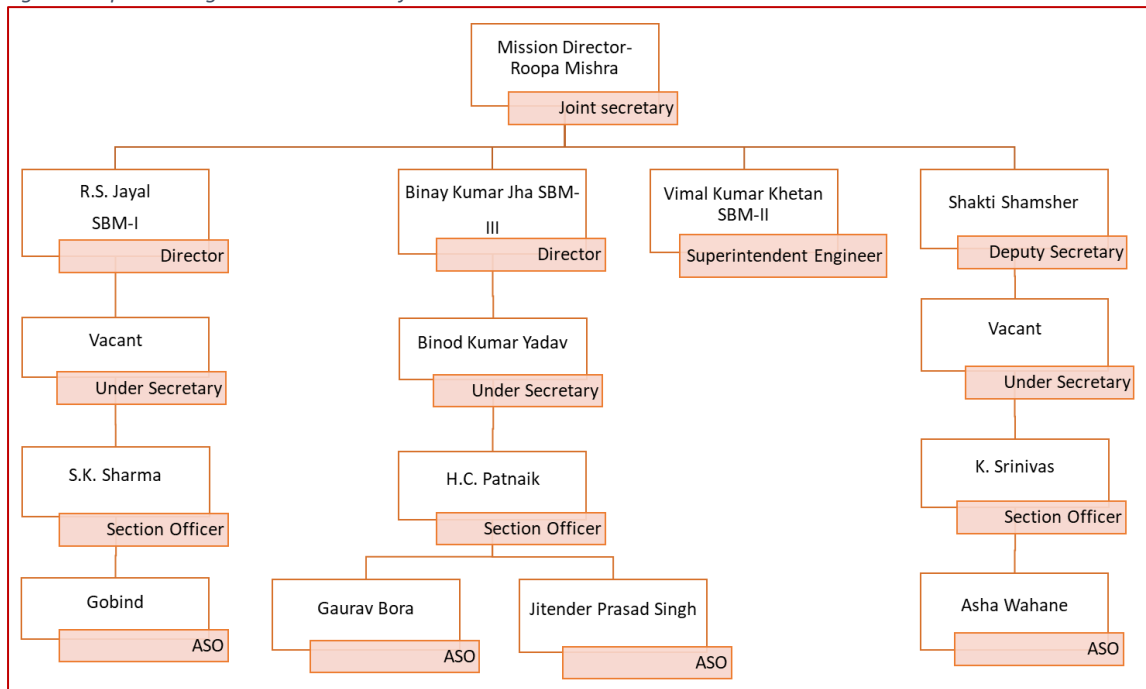 Mission Director-
Roopa Mishra
Joint secretary
R.S. Jayal
SBM-I
Director
Binay Kumar Jha SBM-
III
Director
Vimal Kumar Khetan
SBM-II
Superintendent Engineer
Shakti Shamsher
Deputy Secretary
Vacant
Under Secretary
Binod Kumar Yadav
Under Secretary
Vacant
Under Secretary
S.K. Sharma
Section Officer
H.C. Patnaik
Section Officer
K. Srinivas
Section Officer
Gobind
ASO
Gaurav Bora
ASO
Jitender Prasad Singh
ASO
Asha Wahane
ASO